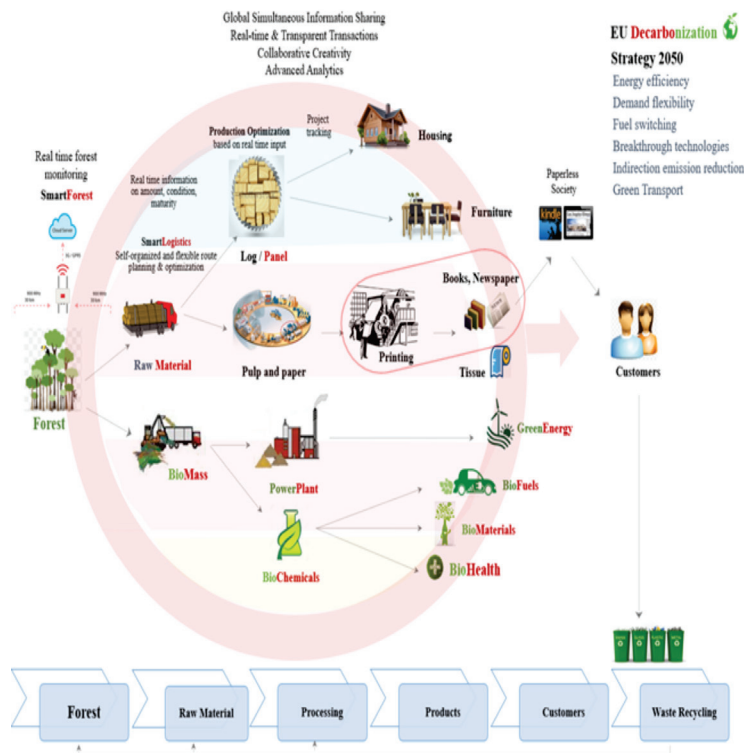 Global Simultaneous Information Sharing
Real-time & Transparent Transactions
Collaborative Creativity
Advanced Analytics
EU Decarbonization
Strategy 2050
Energy efficiency
Demand flexibility
Fuel switching
Breakthrough technologies
Indirection emission reduction
Green Transport
Real time forest
monitoring
SmartForest
Cloud Server
Real time information
on amount, condition,
maturity
Production Optimization
based on real time input
Project
tracking
Housing
Furniture
Paperless
Society
kindle
SmartLogistics
Self-organized and flexible route
planning & optimization
Log / Panel
Books, Newspaper
Raw Material
Pulp and paper
Printing
Tissue
Customers
Forest
BioMass
PowerPlant
GreenEnergy
BioFuels
BioMaterials
BioChemicals
BioHealth
Forest
Raw Material
Processing
Products
Customers
Waste Recycling